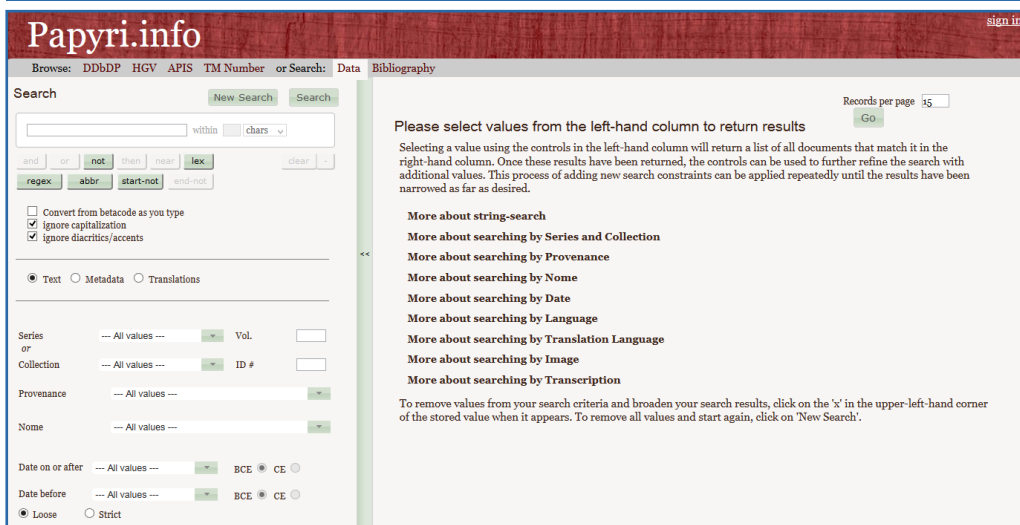 Papyri.info
sign in
Browse: DDbDP HGV APIS TM Number or Search: Data Bibliography
Search
New Search Search
within chars
and or not then near lex clear -
regex abbr start-not end-not
Convert from betacode as you type
ignore capitalization
ignore diacritics/accents
Text Metadata Translations
Series --- All values --- Vol.
or
Collection --- All values --- ID #
Provenance --- All values ---
Nome --- All values ---
Date on or after --- All values --- BCE CE
Date before --- All values --- BCE CE
Loose Strict
<<
Records per page 15
Go
Please select values from the left-hand column to return results
Selecting a value using the controls in the left-hand column will return a list of all documents that match it in the
right-hand column. Once these results have been returned, the controls can be used to further refine the search with
additional values. This process of adding new search constraints can be applied repeatedly until the results have been
narrowed as far as desired.
More about string-search
More about searching by Series and Collection
More about searching by Provenance
More about searching by Nome
More about searching by Date
More about searching by Language
More about searching by Translation Language
More about searching by Image
More about searching by Transcription
To remove values from your search criteria and broaden your search results, click on the 'x' in the upper-left-hand corner
of the stored value when it appears. To remove all values and start again, click on 'New Search'.